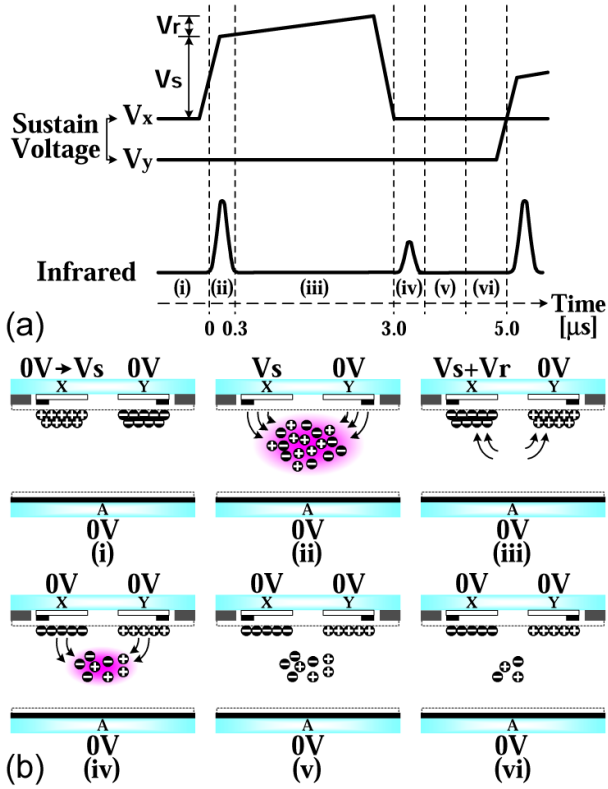 Vr
Vs
Sustain Voltage
Vx
Vy
Infrared
(i) (ii) (iii) (iv) (v) (vi)
Time [µs]
0 0.3 3.0 5.0
(a)
0V → Vs 0V
X Y
A
0V
(i)
Vs 0V
X Y
A
0V
(ii)
Vs+Vr 0V
X Y
A
0V
(iii)
0V 0V
X Y
A
0V
(iv)
0V 0V
X Y
A
0V
(v)
0V 0V
X Y
A
0V
(vi)
(b)